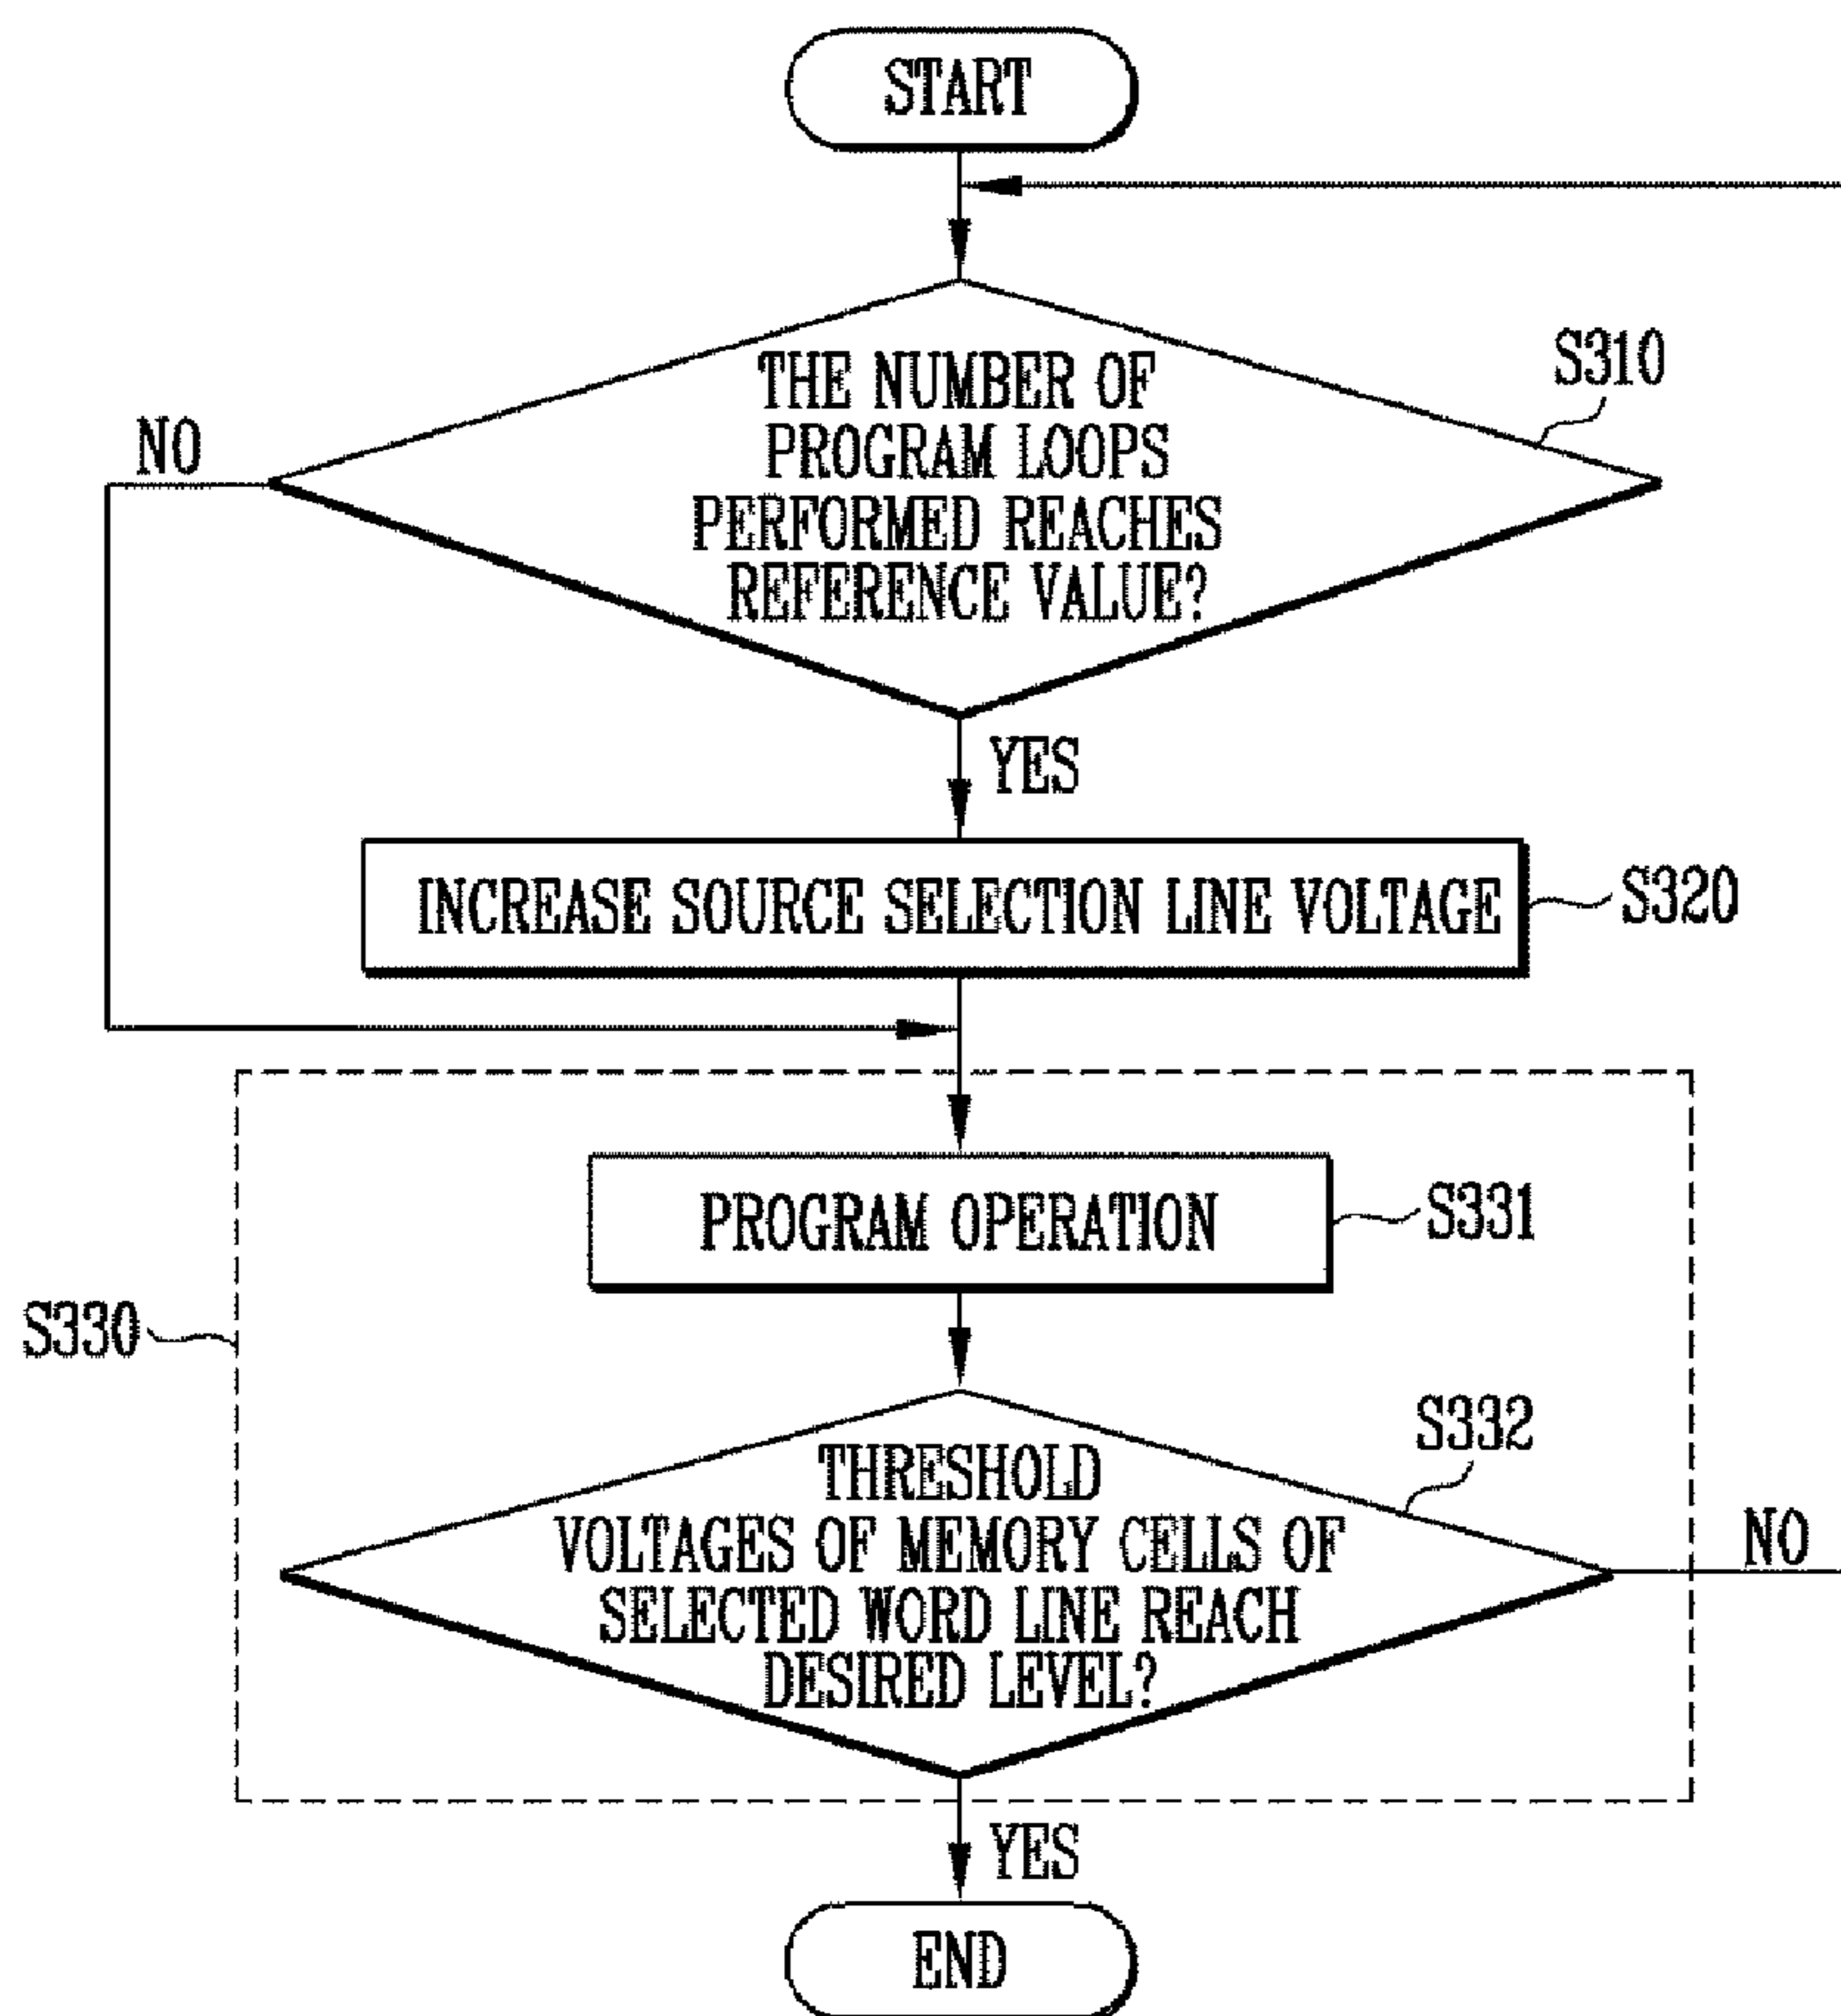 START
THE NUMBER OF
PROGRAM LOOPS
PERFORMED REACHES
REFERENCE VALUE?
S310
NO
YES
INCREASE SOURCE SELECTION LINE VOLTAGE
S320
PROGRAM OPERATION
S331
S330
THRESHOLD
VOLTAGES OF MEMORY CELLS OF
SELECTED WORD LINE REACH
DESIRED LEVEL?
S332
NO
YES
END